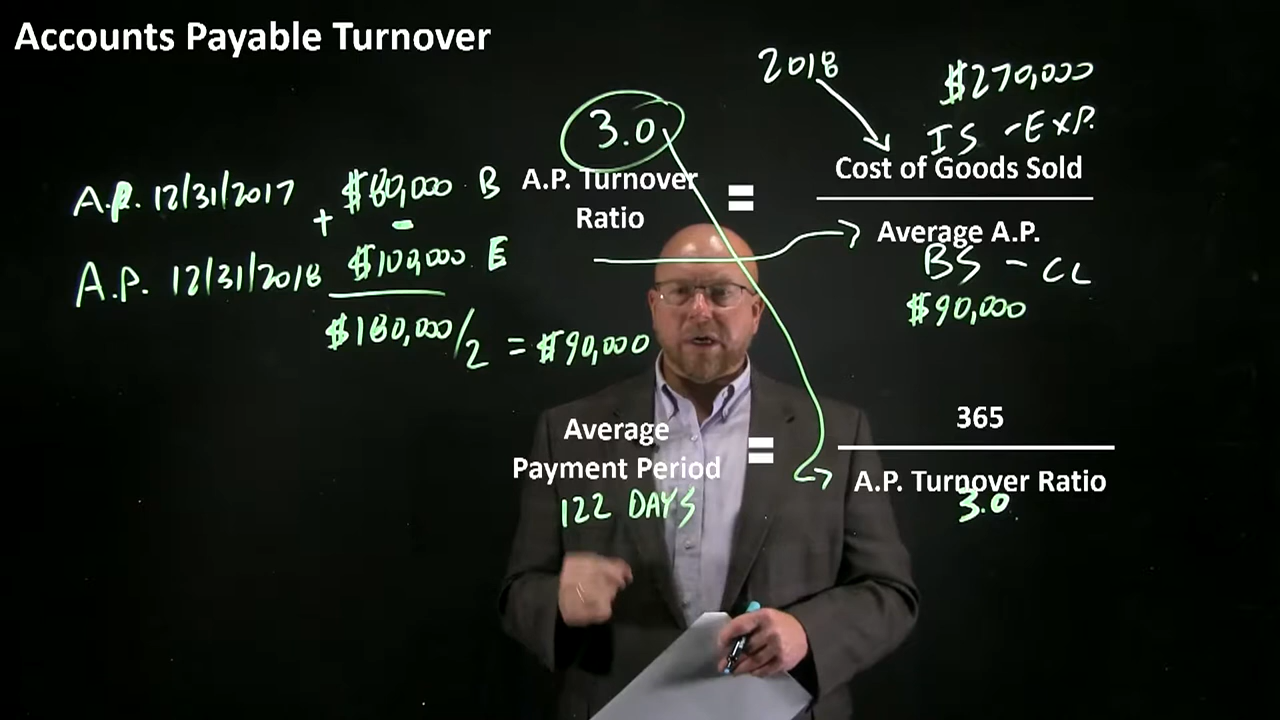 Accounts Payable Turnover
2018
$270,000
IS - EXP.
3.0
A.P. Turnover
Ratio
=
Cost of Goods Sold
Average A.P.
BS - CL
$90,000
A.P. 12/31/2017 + $80,000 B
A.P. 12/31/2018 $100,000 E
$180,000/2 = $90,000
Average
Payment Period
=
365
A.P. Turnover Ratio
122 DAYS
3.0